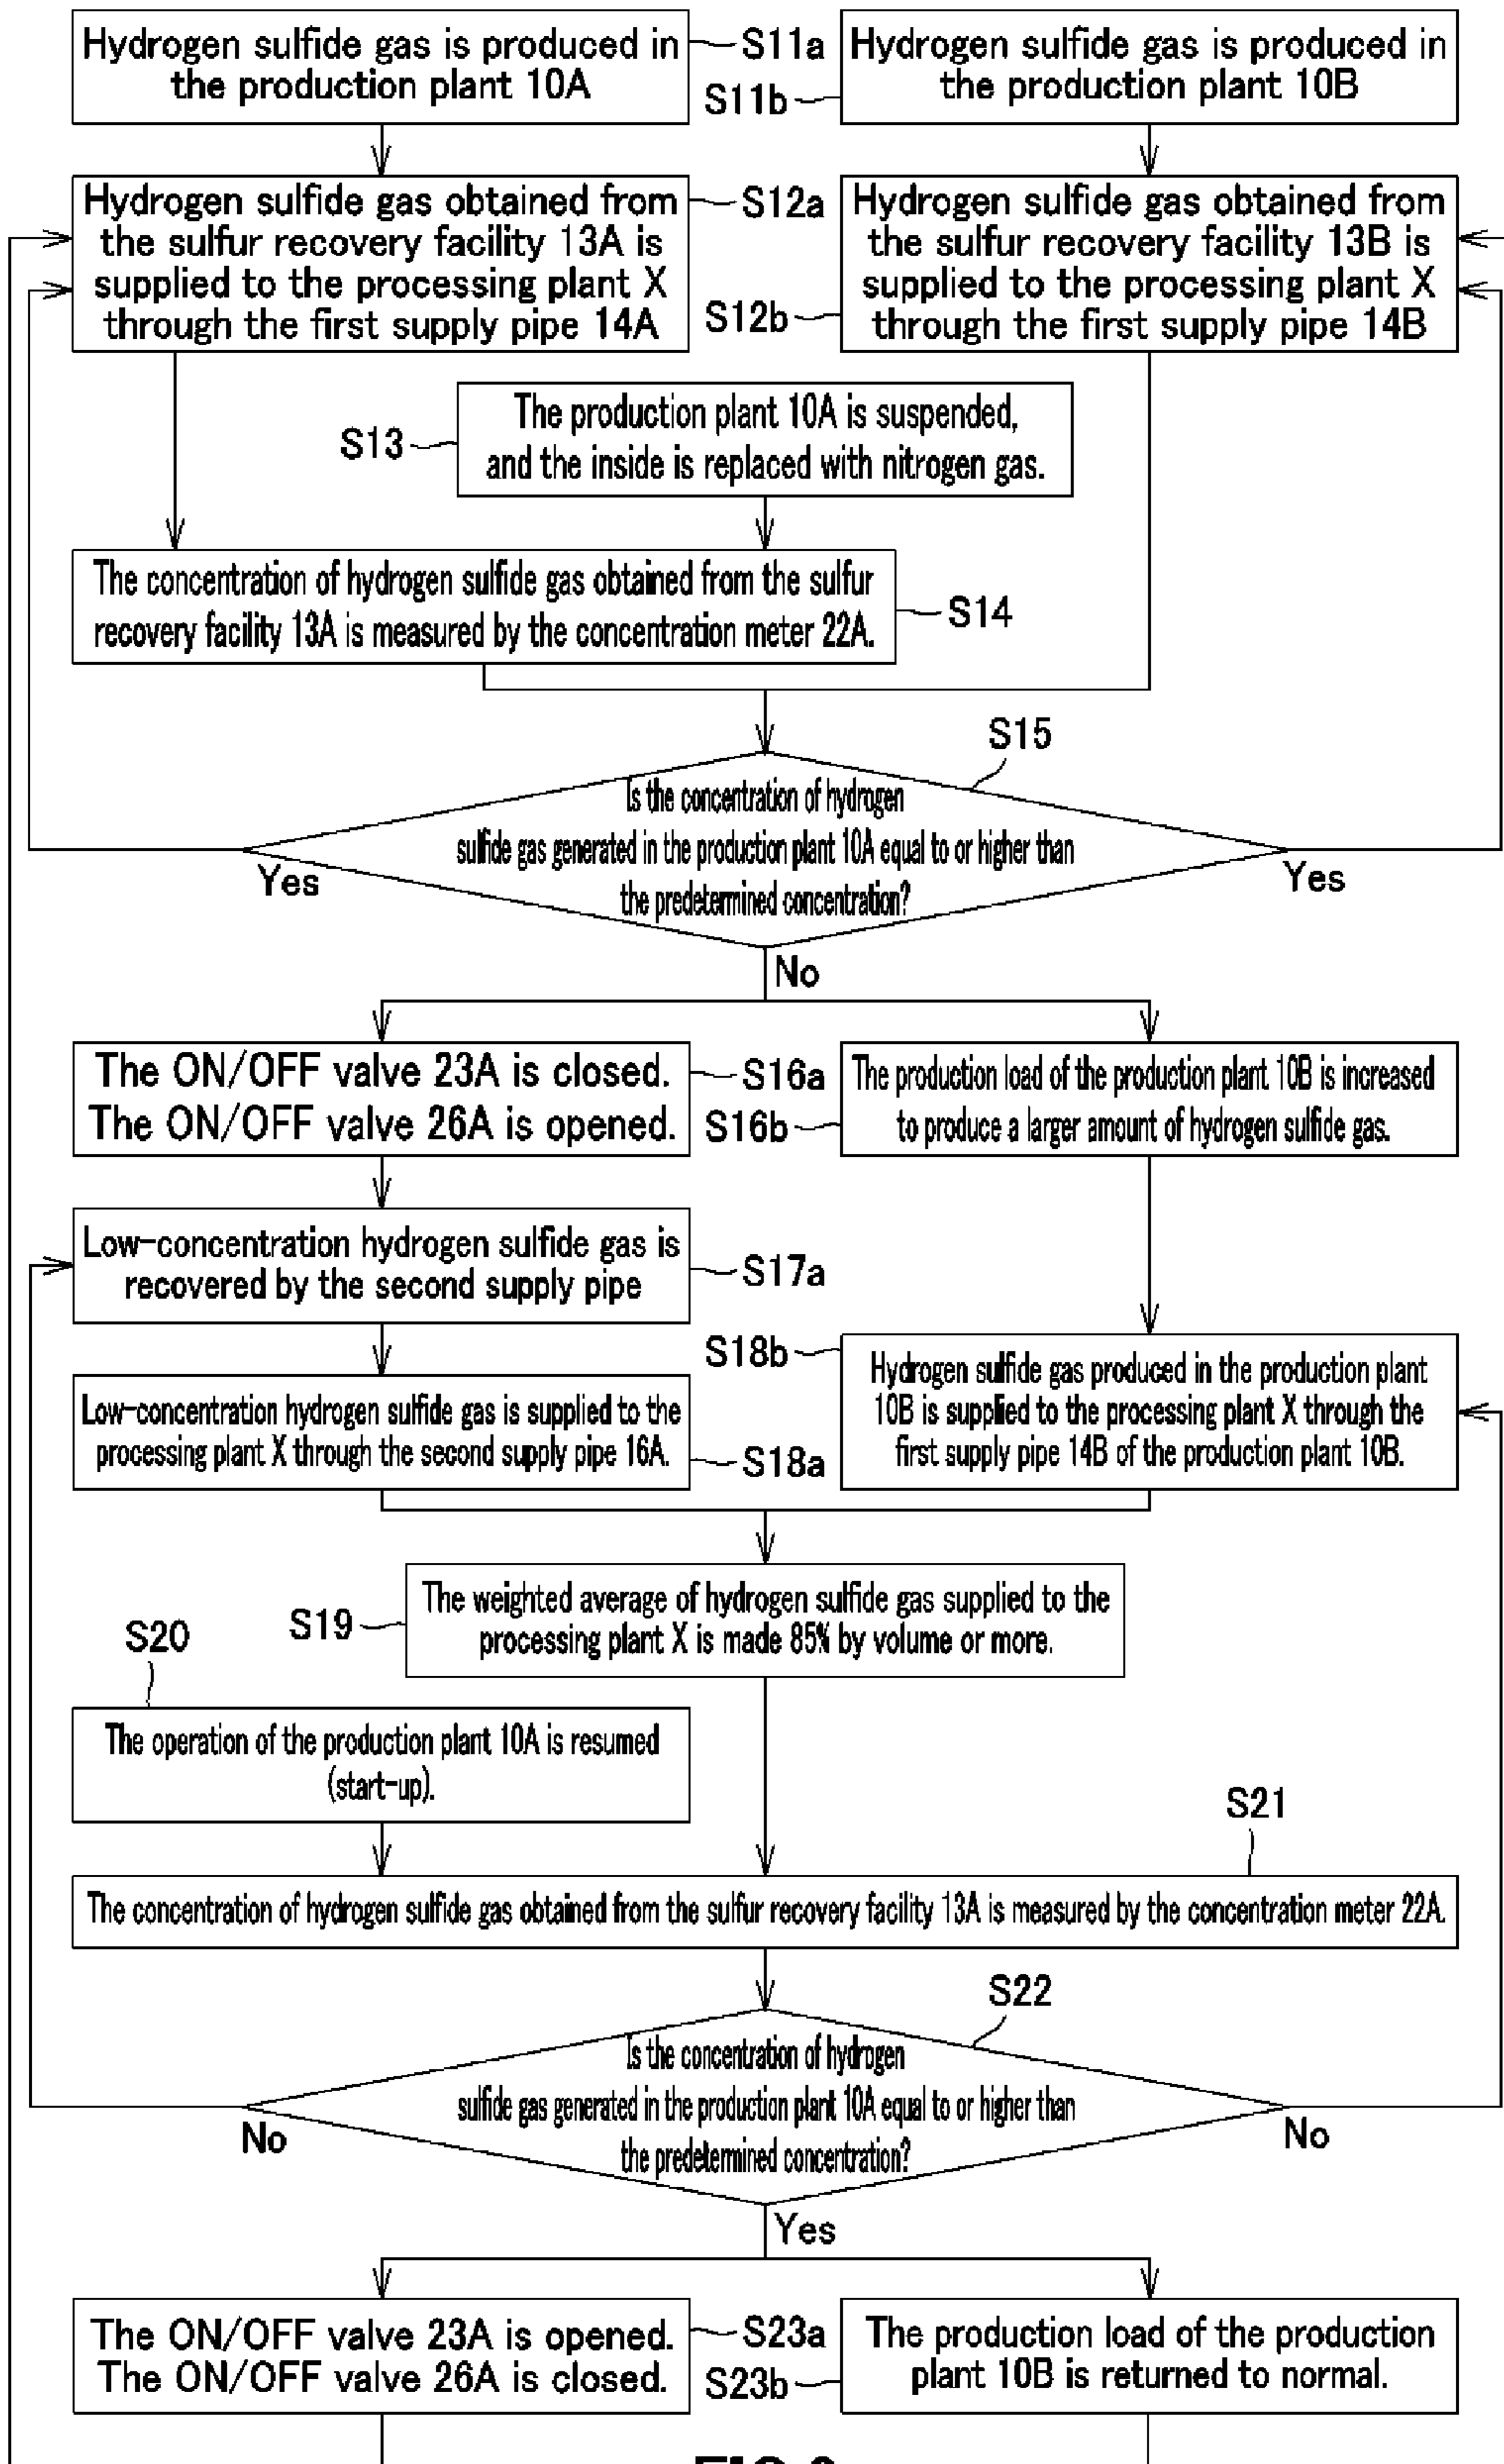 Hydrogen sulfide gas is produced in
the production plant 10A
S11a
Hydrogen sulfide gas is produced in
the production plant 10B
S11b
Hydrogen sulfide gas obtained from
the sulfur recovery facility 13A is
supplied to the processing plant X
through the first supply pipe 14A
S12a
Hydrogen sulfide gas obtained from
the sulfur recovery facility 13B is
supplied to the processing plant X
through the first supply pipe 14B
S12b
S13
The production plant 10A is suspended,
and the inside is replaced with nitrogen gas.
The concentration of hydrogen sulfide gas obtained from the sulfur
recovery facility 13A is measured by the concentration meter 22A.
S14
S15
Is the concentration of hydrogen
sulfide gas generated in the production plant 10A equal to or higher than
the predetermined concentration?
Yes
Yes
No
The ON/OFF valve 23A is closed.
The ON/OFF valve 26A is opened.
S16a
The production load of the production plant 10B is increased
to produce a larger amount of hydrogen sulfide gas.
S16b
Low-concentration hydrogen sulfide gas is
recovered by the second supply pipe
S17a
Low-concentration hydrogen sulfide gas is supplied to the
processing plant X through the second supply pipe 16A.
S18a
S18b
Hydrogen sulfide gas produced in the production plant
10B is supplied to the processing plant X through the
first supply pipe 14B of the production plant 10B.
S19
The weighted average of hydrogen sulfide gas supplied to the
processing plant X is made 85% by volume or more.
S20
The operation of the production plant 10A is resumed
(start-up).
S21
The concentration of hydrogen sulfide gas obtained from the sulfur recovery facility 13A is measured by the concentration meter 22A.
S22
Is the concentration of hydrogen
sulfide gas generated in the production plant 10A equal to or higher than
the predetermined concentration?
No
No
Yes
The ON/OFF valve 23A is opened.
The ON/OFF valve 26A is closed.
S23a
The production load of the production
plant 10B is returned to normal.
S23b